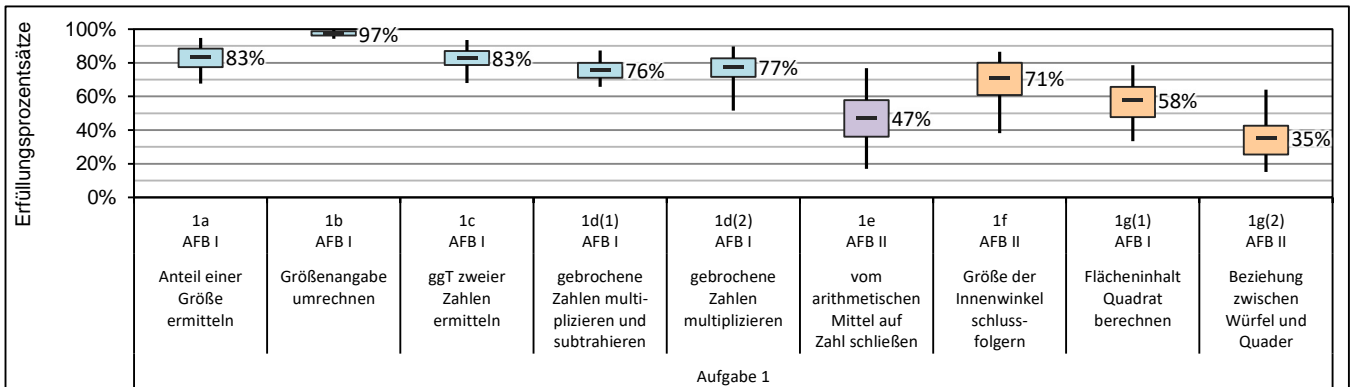 Erfüllungsprozentsätze
100%
80%
60%
40%
20%
0%
83%
97%
83%
76%
77%
47%
71%
58%
35%
1a
AFB I
1b
AFB I
1c
AFB I
1d(1)
AFB I
1d(2)
AFB I
1e
AFB II
1f
AFB II
1g(1)
AFB I
1g(2)
AFB II
Anteil einer
Größe
ermitteln
Größenangabe
umrechnen
ggT zweier
Zahlen
ermitteln
gebrochene
Zahlen multi-
plizieren und
subtrahieren
gebrochene
Zahlen
multiplizieren
vom
arithmetischen
Mittel auf
Zahl schließen
Größe der
Innenwinkel
schluss-
folgern
Flächeninhalt
Quadrat
berechnen
Beziehung
zwischen
Würfel und
Quader
Aufgabe 1